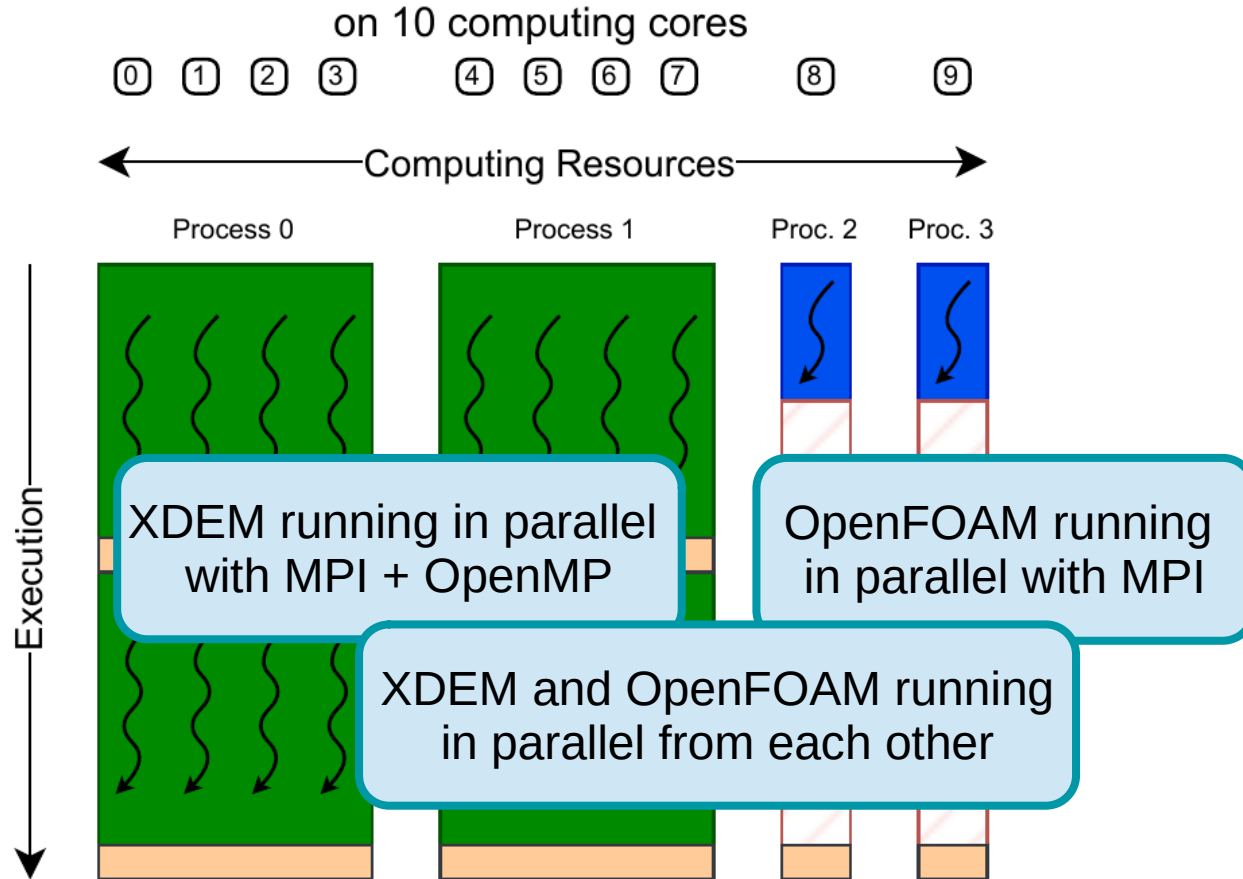 on 10 computing cores
0 1 2 3 4 5 6 7 8 9
Computing Resources
Process 0 Process 1 Proc. 2 Proc. 3
Execution
XDEM running in parallel
with MPI + OpenMP
OpenFOAM running
in parallel with MPI
XDEM and OpenFOAM running
in parallel from each other